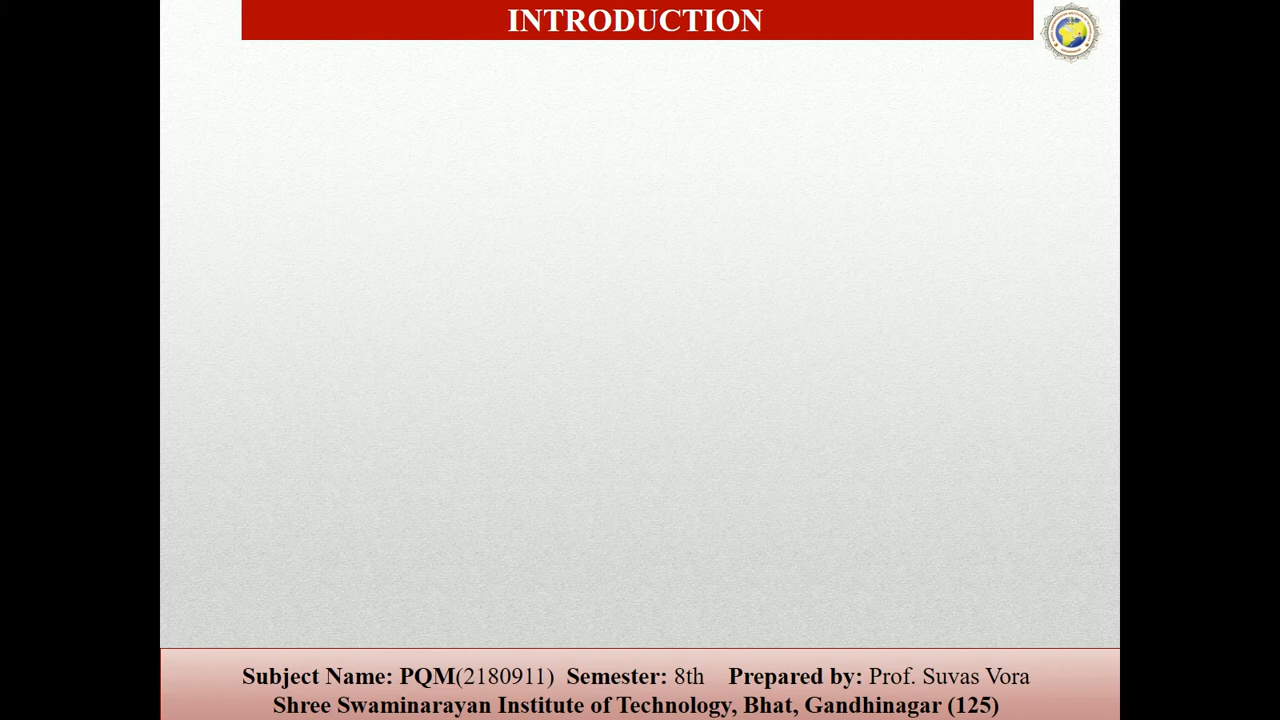 INTRODUCTION
Subject Name: PQM(2180911) Semester: 8th Prepared by: Prof. Suvas Vora
Shree Swaminarayan Institute of Technology, Bhat, Gandhinagar (125)